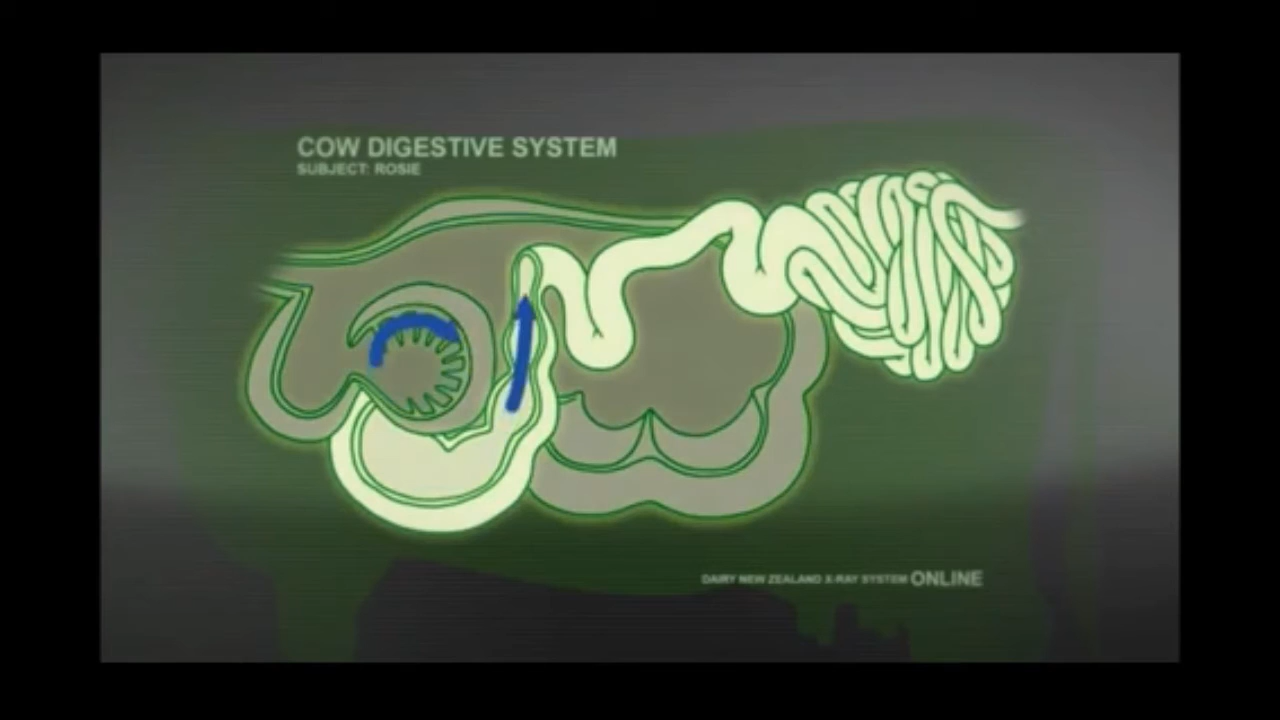 COW DIGESTIVE SYSTEM
SUBJECT: ROSIE
DAIRY NEW ZEALAND X-RAY SYSTEM ONLINE